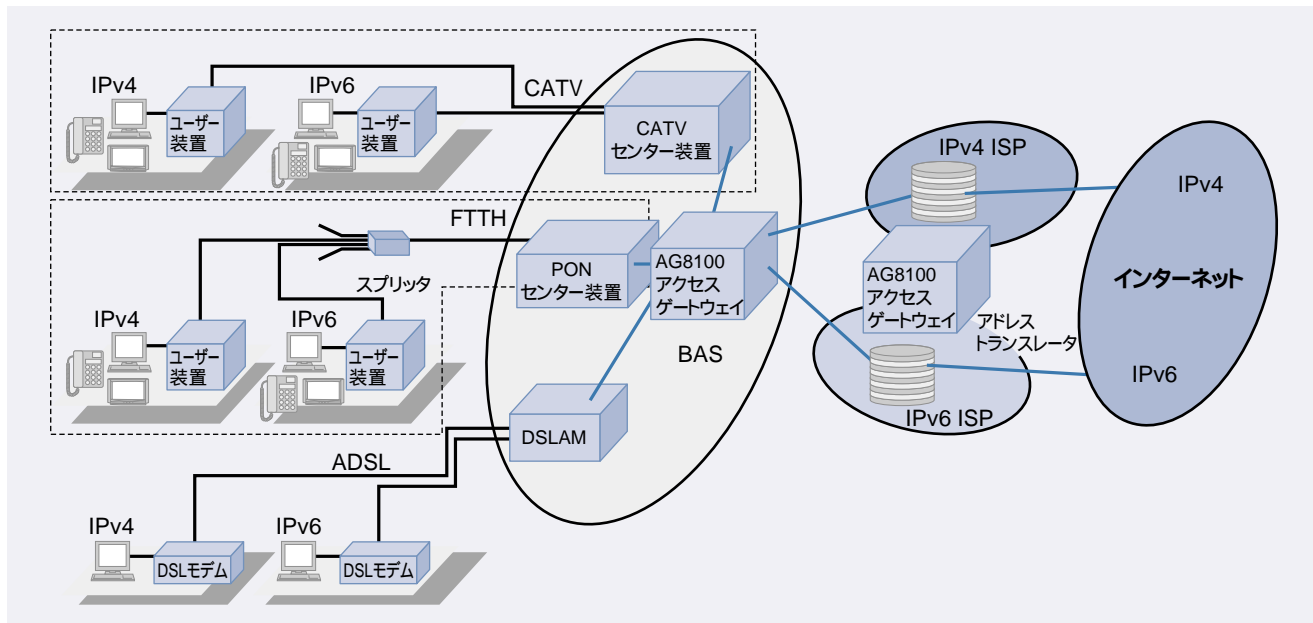 IPv4
ユーザー
装置
IPv6
ユーザー
装置
CATV
CATV
センター装置
FTTH
スプリッタ
IPv4
ユーザー
装置
IPv6
ユーザー
装置
PON
センター装置
AG8100
アクセス
ゲートウェイ
BAS
DSLAM
ADSL
IPv4
DSLモデム
IPv6
DSLモデム
IPv4 ISP
AG8100
アクセス
ゲートウェイ
アドレス
トランスレータ
IPv6 ISP
IPv4
インターネット
IPv6